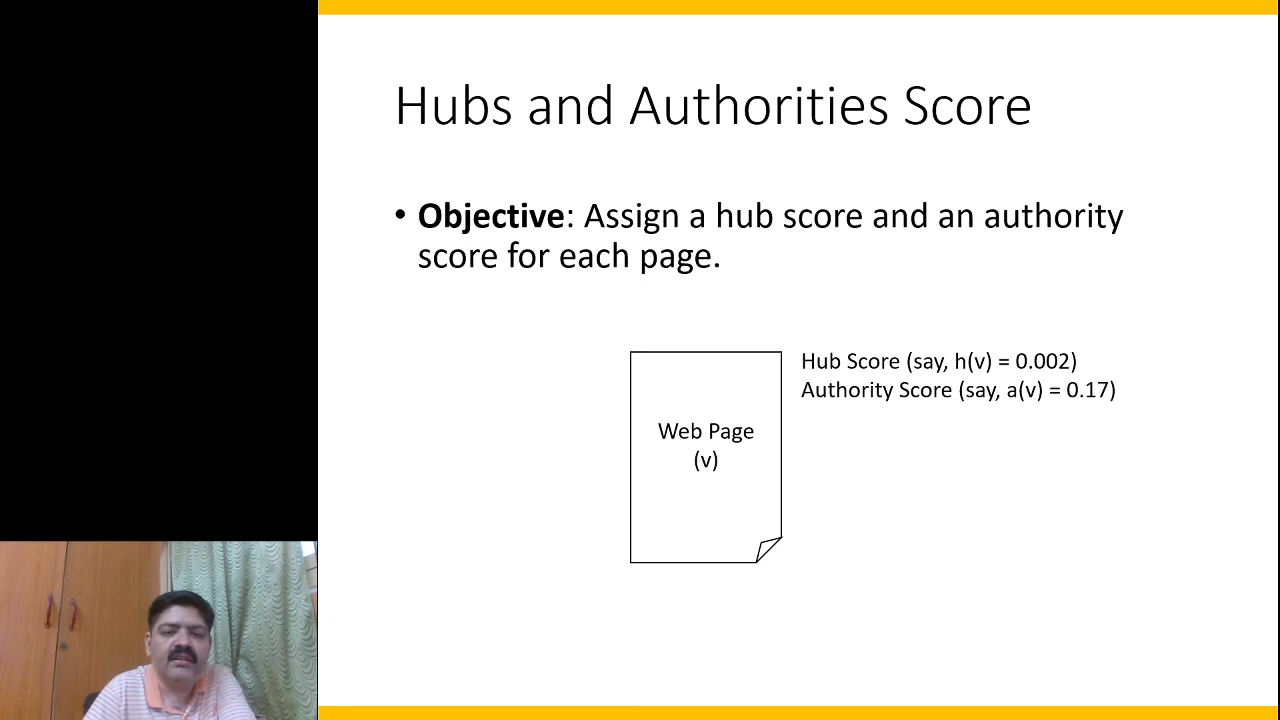 Hubs and Authorities Score
• Objective: Assign a hub score and an authority
score for each page.
Hub Score (say, h(v) = 0.002)
Authority Score (say, a(v) = 0.17)
Web Page
(v)